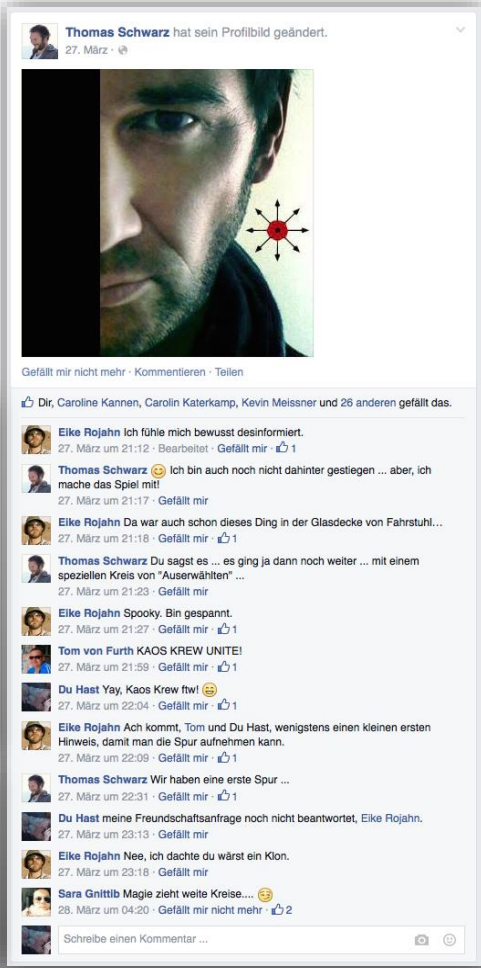 Thomas Schwarz hat sein Profilbild geändert.
27. März ·
Gefällt mir nicht mehr · Kommentieren · Teilen
Dir, Caroline Kannen, Carolin Katerkamp, Kevin Meissner und 26 anderen gefällt das.
Eike Rojahn Ich fühle mich bewusst desinformiert.
27. März um 21:12 · Bearbeitet · Gefällt mir · 1
Thomas Schwarz Ich bin auch noch nicht dahinter gestiegen ... aber, ich
mache das Spiel mit!
27. März um 21:17 · Gefällt mir
Eike Rojahn Da war auch schon dieses Ding in der Glasdecke von Fahrstuhl...
27. März um 21:18 · Gefällt mir · 1
Thomas Schwarz Du sagst es ... es ging ja dann noch weiter ... mit einem
speziellen Kreis von "Auserwählten" ...
27. März um 21:23 · Gefällt mir
Eike Rojahn Spooky. Bin gespannt.
27. März um 21:27 · Gefällt mir · 1
Tom von Furth KAOS KREW UNITE!
27. März um 21:59 · Gefällt mir · 1
Du Hast Yay, Kaos Krew ftw!
27. März um 22:04 · Gefällt mir · 1
Eike Rojahn Ach kommt, Tom und Du Hast, wenigstens einen kleinen ersten
Hinweis, damit man die Spur aufnehmen kann.
27. März um 22:09 · Gefällt mir · 1
Thomas Schwarz Wir haben eine erste Spur ...
27. März um 22:31 · Gefällt mir · 1
Du Hast meine Freundschaftsanfrage noch nicht beantwortet, Eike Rojahn.
27. März um 23:13 · Gefällt mir
Eike Rojahn Nee, ich dachte du wärst ein Klon.
27. März um 23:18 · Gefällt mir
Sara Gnittib Magie zieht weite Kreise....
28. März um 04:20 · Gefällt mir nicht mehr · 2
Schreibe einen Kommentar ...